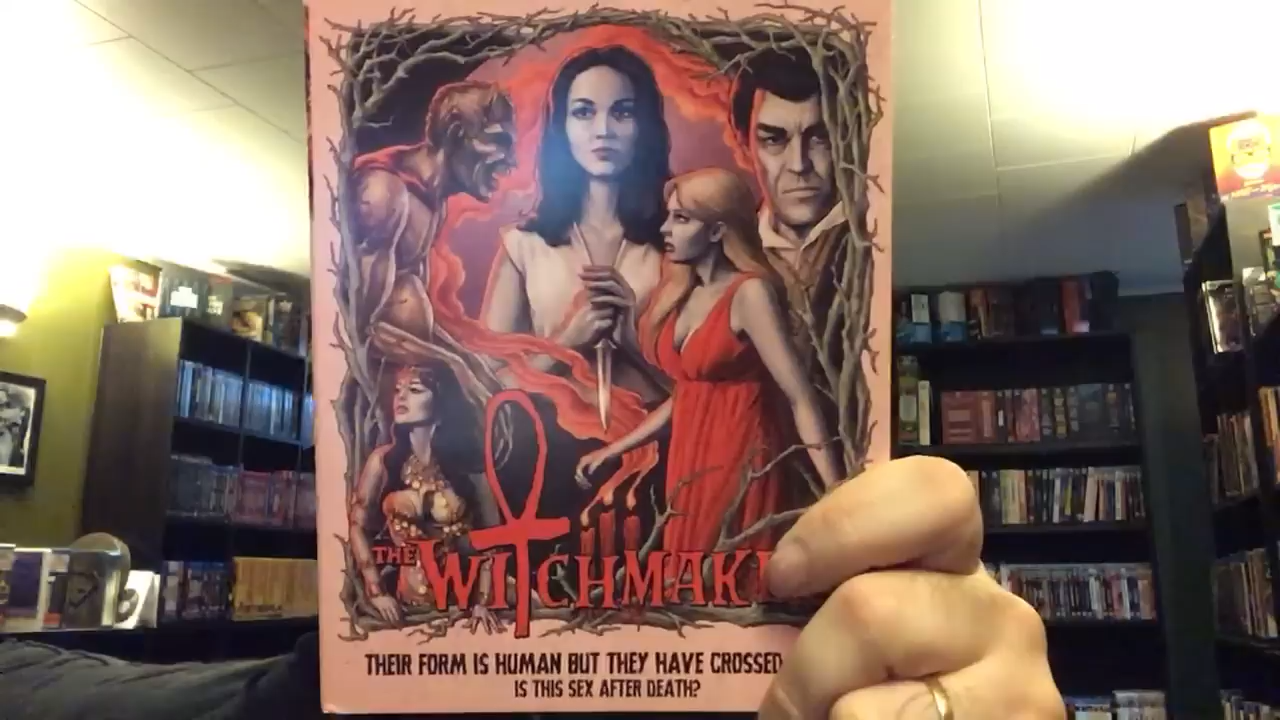 THE WITCHMAK
THEIR FORM IS HUMAN BUT THEY HAVE CROSSED
IS THIS SEX AFTER DEATH?